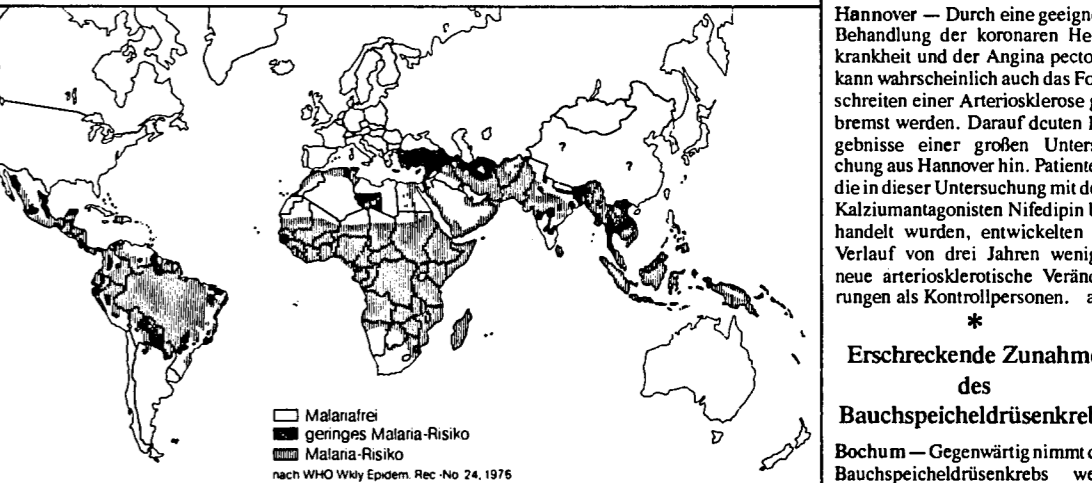 ?
?
Malariafrei
geringes Malaria-Risiko
Malaria-Risiko
nach WHO Wkly Epidem. Rec -No 24, 1976
Hannover — Durch eine geeign
Behandlung der koronaren He
krankheit und der Angina pecto
kann wahrscheinlich auch das Fo
schreiten einer Arteriosklerose g
bremst werden. Darauf deuten E
gebnisse einer großen Unters
chung aus Hannover hin. Patiente
die in dieser Untersuchung mit de
Kalziumantagonisten Nifedipin b
handelt wurden, entwickelten
Verlauf von drei Jahren wenig
neue arteriosklerotische Veränd
rungen als Kontrollpersonen. a
*
Erschreckende Zunahm
des
Bauchspeicheldrüsenkreb
Bochum — Gegenwärtig nimmt d
Bauchspeicheldrüsenkrebs we